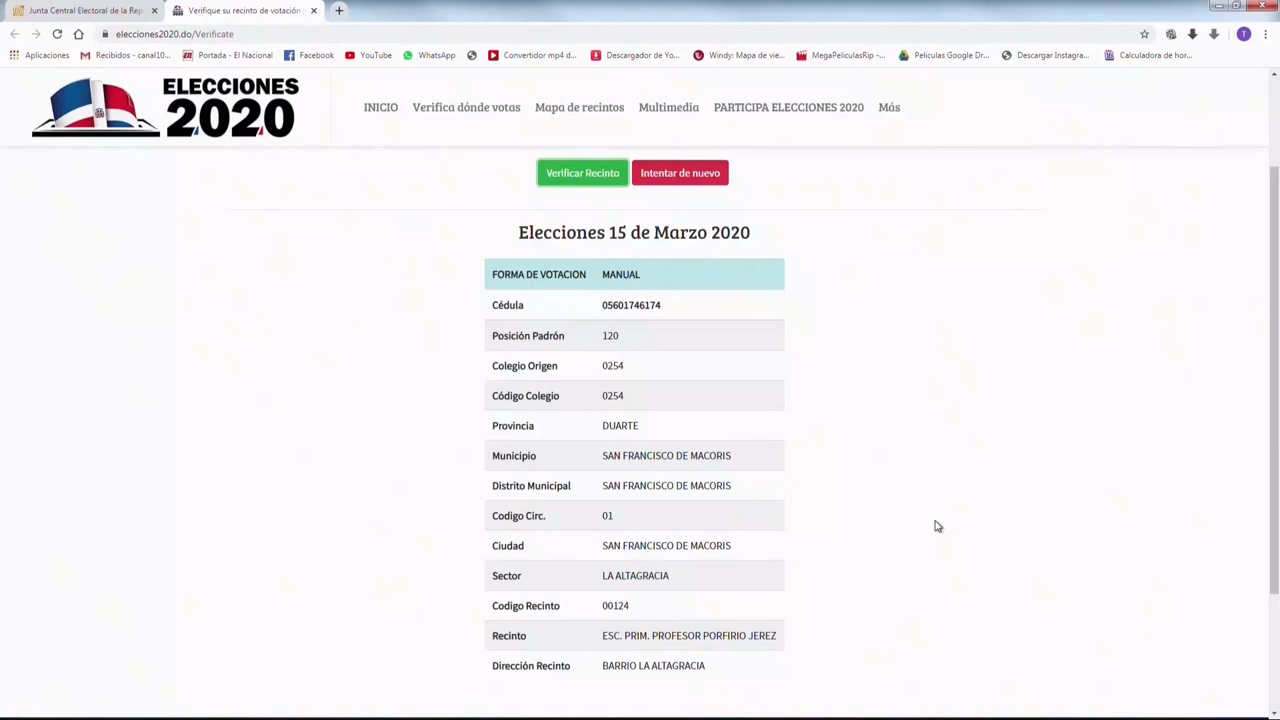 Junta Central Electoral de la Rep
Verifique su recinto de votación
elecciones2020.do/Verificate
T
Aplicaciones
Recibidos - canal10...
Portada - El Nacional
Facebook
YouTube
WhatsApp
Convertidor mp4 d...
Descargador de Yo...
Windy: Mapa de vie...
MegaPeliculasRip -...
Peliculas Google Dr...
Descargar Instagra...
Calculadora de hor...
ELECCIONES
2020
INICIO
Verifica dónde votas
Mapa de recintos
Multimedia
PARTICIPA ELECCIONES 2020
Más
Verificar Recinto
Intentar de nuevo
Elecciones 15 de Marzo 2020
FORMA DE VOTACION MANUAL
Cédula 05601746174
Posición Padrón 120
Colegio Origen 0254
Código Colegio 0254
Provincia DUARTE
Municipio SAN FRANCISCO DE MACORIS
Distrito Municipal SAN FRANCISCO DE MACORIS
Codigo Circ. 01
Ciudad SAN FRANCISCO DE MACORIS
Sector LA ALTAGRACIA
Codigo Recinto 00124
Recinto ESC. PRIM. PROFESOR PORFIRIO JEREZ
Dirección Recinto BARRIO LA ALTAGRACIA